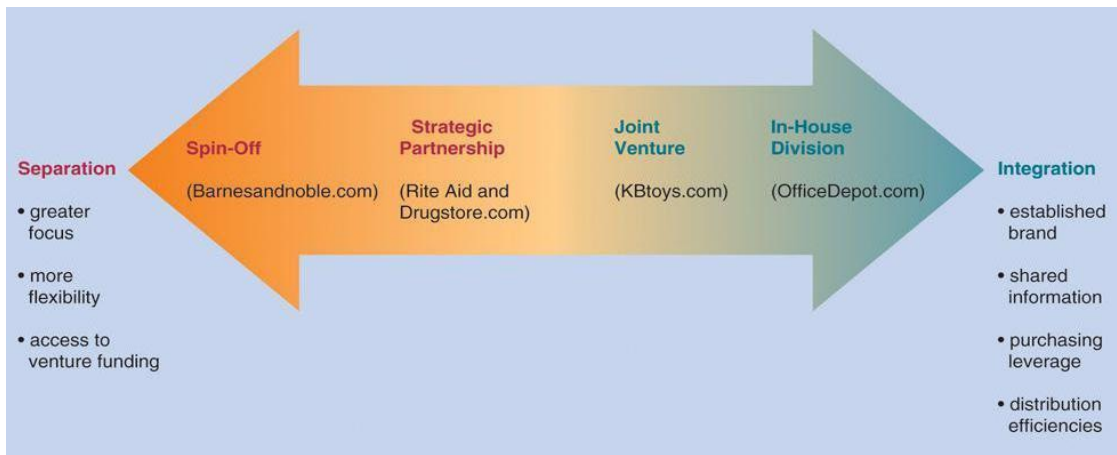 Separation
• greater
focus
• more
flexibility
• access to
venture funding
Spin-Off
(Barnesandnoble.com)
Strategic
Partnership
(Rite Aid and
Drugstore.com)
Joint
Venture
(KBtoys.com)
In-House
Division
(OfficeDepot.com)
Integration
• established
brand
• shared
information
• purchasing
leverage
• distribution
efficiencies